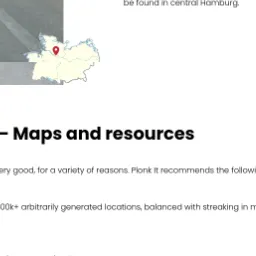 be found in central Hamburg.
– Maps and resources
ery good, for a variety of reasons. Plonk It recommends the followi
00k+ arbitrarily generated locations, balanced with streaking in m